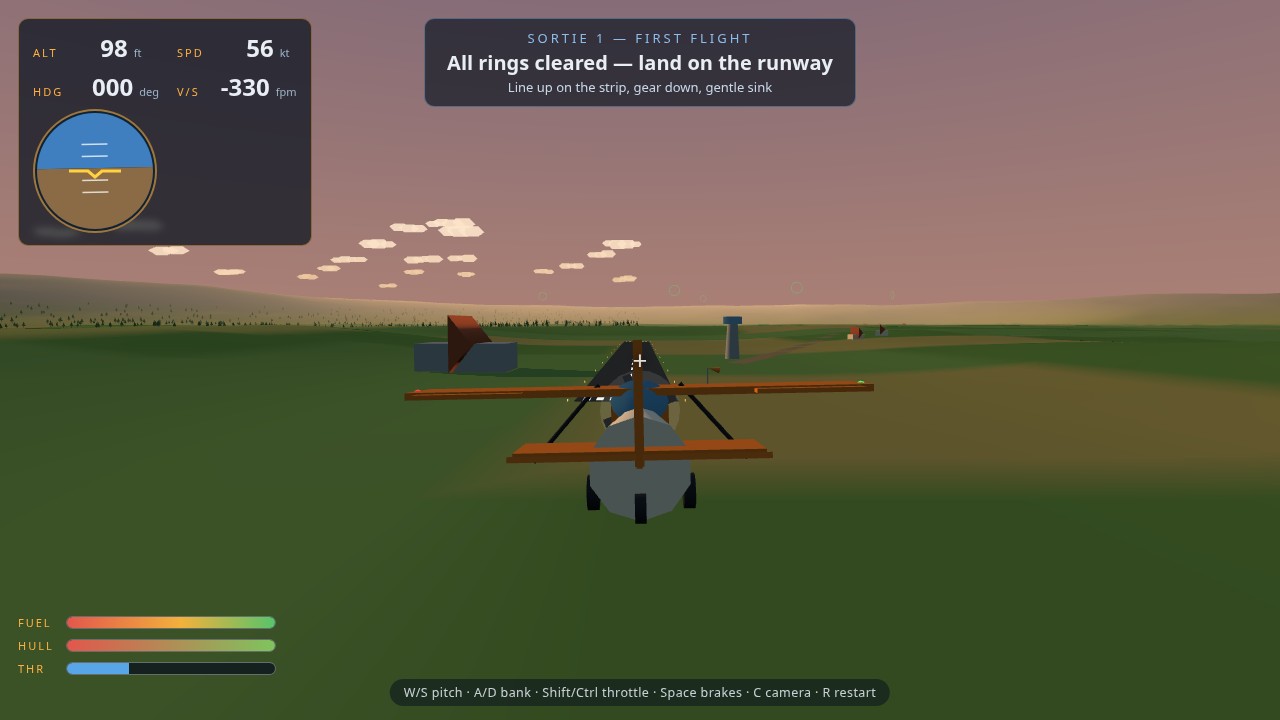 ALT 98 ft SPD 56 kt
HDG 000 deg V/S -330 fpm
SORTIE 1 — FIRST FLIGHT
All rings cleared — land on the runway
Line up on the strip, gear down, gentle sink
FUEL
HULL
THR
W/S pitch · A/D bank · Shift/Ctrl throttle · Space brakes · C camera · R restart